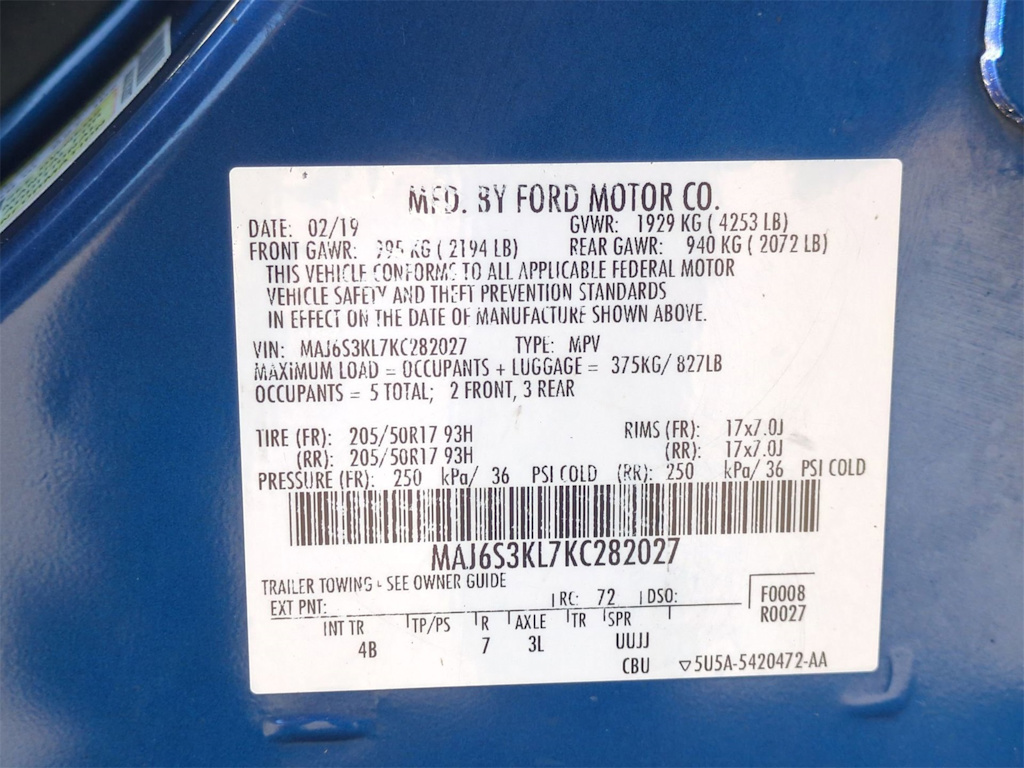 MFD. BY FORD MOTOR CO.
DATE: 02/19 GVWR: 1929 KG ( 4253 LB)
FRONT GAWR: 995 KG ( 2194 LB) REAR GAWR: 940 KG ( 2072 LB)
THIS VEHICLE CONFORMS TO ALL APPLICABLE FEDERAL MOTOR
VEHICLE SAFETY AND THEFT PREVENTION STANDARDS
IN EFFECT ON THE DATE OF MANUFACTURE SHOWN ABOVE.
VIN: MAJ6S3KL7KC282027 TYPE: MPV
MAXIMUM LOAD = OCCUPANTS + LUGGAGE = 375KG/ 827LB
OCCUPANTS = 5 TOTAL; 2 FRONT, 3 REAR
TIRE (FR): 205/50R17 93H RIMS (FR): 17x7.0J
(RR): 205/50R17 93H (RR): 17x7.0J
PRESSURE (FR): 250 kPa/ 36 PSI COLD (RR): 250 kPa/ 36 PSI COLD
MAJ6S3KL7KC282027
TRAILER TOWING - SEE OWNER GUIDE
EXT PNT: RC: 72 DSO: F0008
R0027
INT TR TP/PS R AXLE TR SPR
4B 7 3L UUJJ
CBU ▽5U5A-5420472-AA